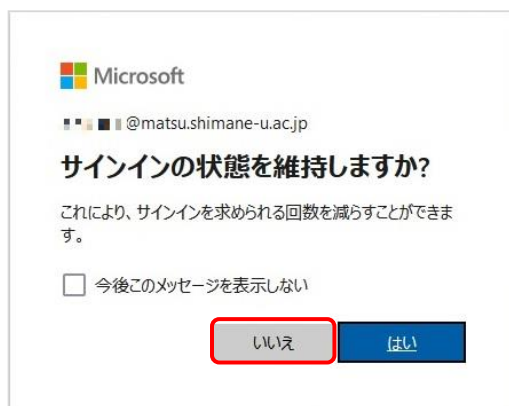 Microsoft
@matsu.shimane-u.ac.jp
サインインの状態を維持しますか?
これにより、サインインを求められる回数を減らすことができま
す。
今後このメッセージを表示しない
いいえ
はい